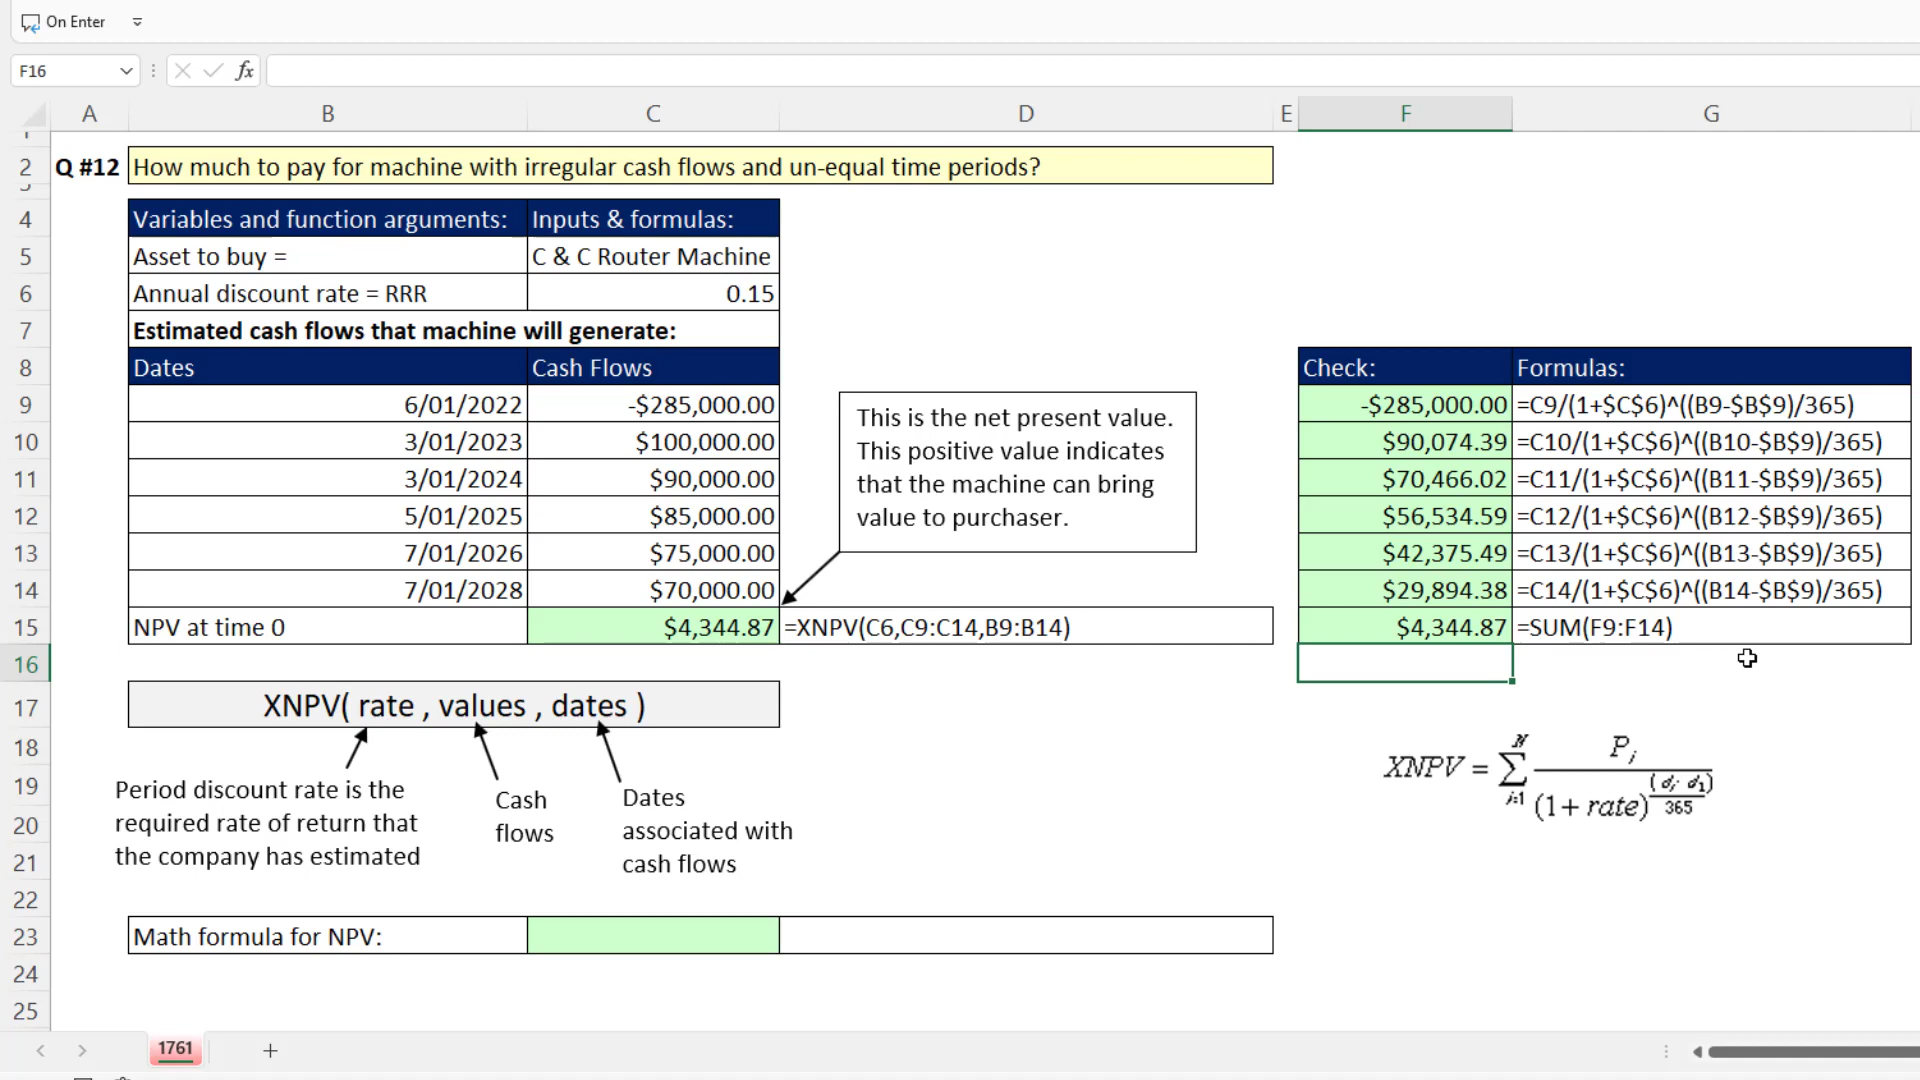 On Enter
F16
fx
A B C D E F G
2 Q #12 How much to pay for machine with irregular cash flows and un-equal time periods?
4 Variables and function arguments: Inputs & formulas:
5 Asset to buy = C & C Router Machine
6 Annual discount rate = RRR 0.15
7 Estimated cash flows that machine will generate:
8 Dates Cash Flows Check: Formulas:
9 6/01/2022 -$285,000.00 -$285,000.00 =C9/(1+$C$6)^((B9-$B$9)/365)
10 3/01/2023 $100,000.00 $90,074.39 =C10/(1+$C$6)^((B10-$B$9)/365)
11 3/01/2024 $90,000.00 $70,466.02 =C11/(1+$C$6)^((B11-$B$9)/365)
12 5/01/2025 $85,000.00 $56,534.59 =C12/(1+$C$6)^((B12-$B$9)/365)
13 7/01/2026 $75,000.00 $42,375.49 =C13/(1+$C$6)^((B13-$B$9)/365)
14 7/01/2028 $70,000.00 $29,894.38 =C14/(1+$C$6)^((B14-$B$9)/365)
15 NPV at time 0 $4,344.87 =XNPV(C6,C9:C14,B9:B14) $4,344.87 =SUM(F9:F14)
This is the net present value.
This positive value indicates
that the machine can bring
value to purchaser.
16
17 XNPV( rate , values , dates )
18
19
20
21
22
Period discount rate is the
required rate of return that
the company has estimated
Cash
flows
Dates
associated with
cash flows
XNPV = N ∑ j=1 Pj / (1 + rate)^((dj d1) / 365)
23 Math formula for NPV:
24
25
1761